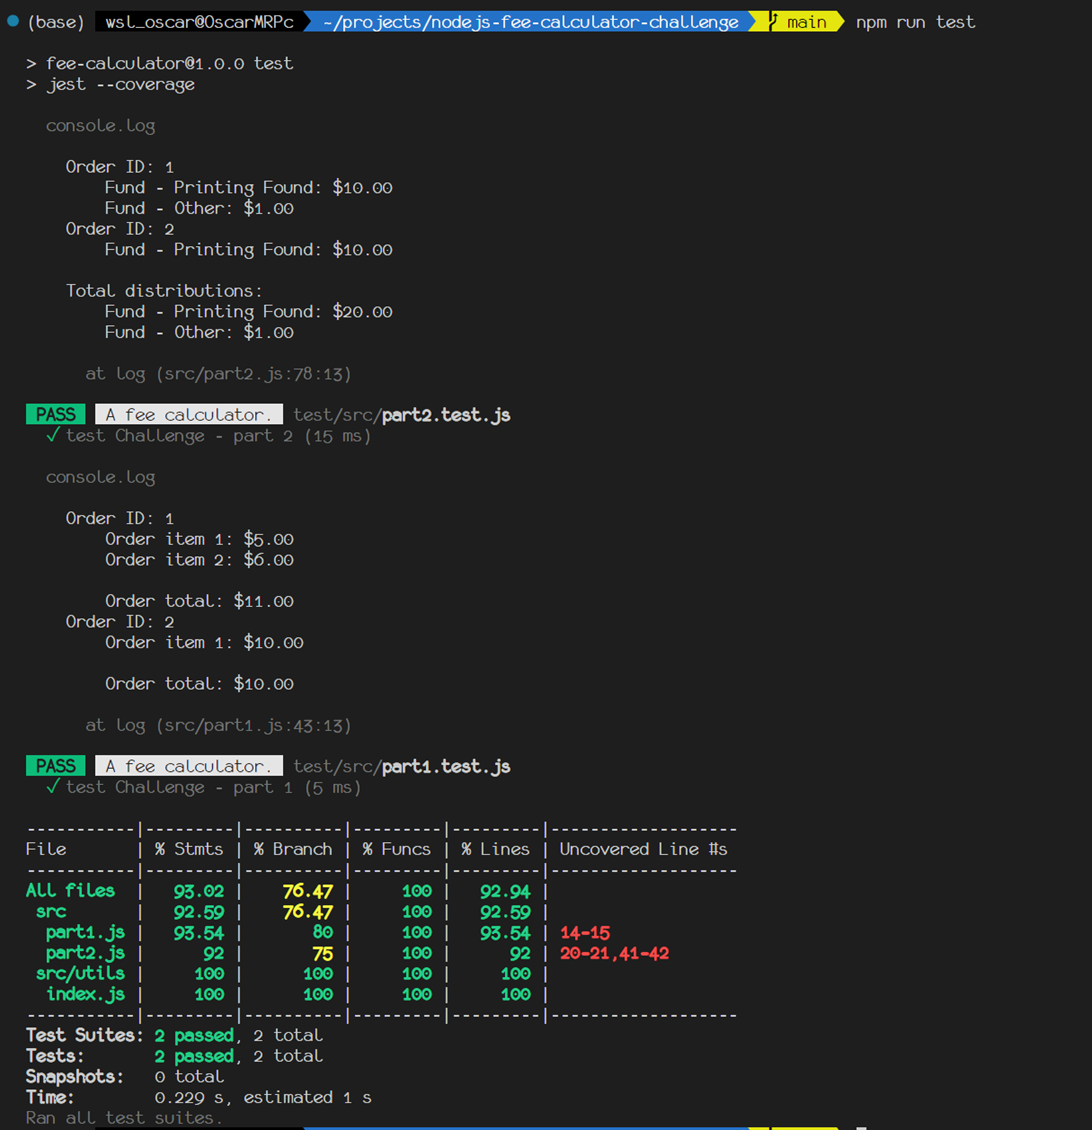 (base) wsl_oscar@OscarMRPc ~/projects/nodejs-fee-calculator-challenge main npm run test
> fee-calculator@1.0.0 test
> jest --coverage
console.log
Order ID: 1
Fund - Printing Found: $10.00
Fund - Other: $1.00
Order ID: 2
Fund - Printing Found: $10.00
Total distributions:
Fund - Printing Found: $20.00
Fund - Other: $1.00
at log (src/part2.js:78:13)
PASS A fee calculator. test/src/part2.test.js
✓ test Challenge - part 2 (15 ms)
console.log
Order ID: 1
Order item 1: $5.00
Order item 2: $6.00
Order total: $11.00
Order ID: 2
Order item 1: $10.00
Order total: $10.00
at log (src/part1.js:43:13)
PASS A fee calculator. test/src/part1.test.js
✓ test Challenge - part 1 (5 ms)
-----------|---------|----------|---------|---------|-------------------
File | % Stmts | % Branch | % Funcs | % Lines | Uncovered Line #s
-----------|---------|----------|---------|---------|-------------------
All files | 93.02 | 76.47 | 100 | 92.94 |
src | 92.59 | 76.47 | 100 | 92.59 |
part1.js | 93.54 | 80 | 100 | 93.54 | 14-15
part2.js | 92 | 75 | 100 | 92 | 20-21,41-42
src/utils | 100 | 100 | 100 | 100 |
index.js | 100 | 100 | 100 | 100 |
-----------|---------|----------|---------|---------|-------------------
Test Suites: 2 passed, 2 total
Tests: 2 passed, 2 total
Snapshots: 0 total
Time: 0.229 s, estimated 1 s
Ran all test suites.